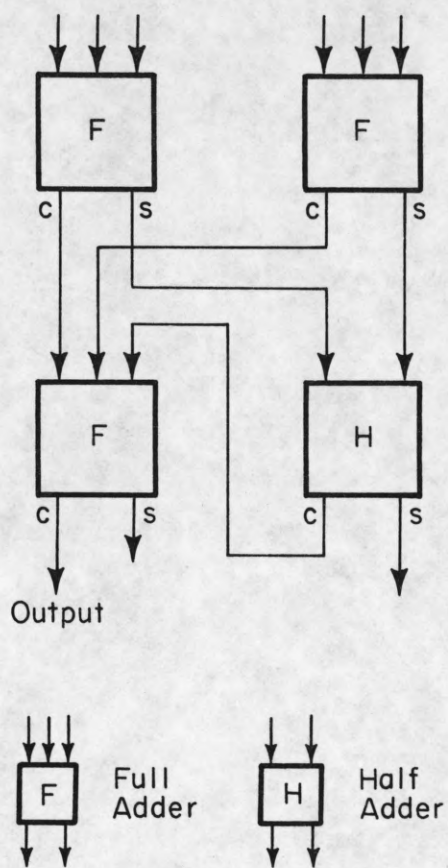 F F
C S C S
F H
C S C S
Output
F Full Adder H Half Adder